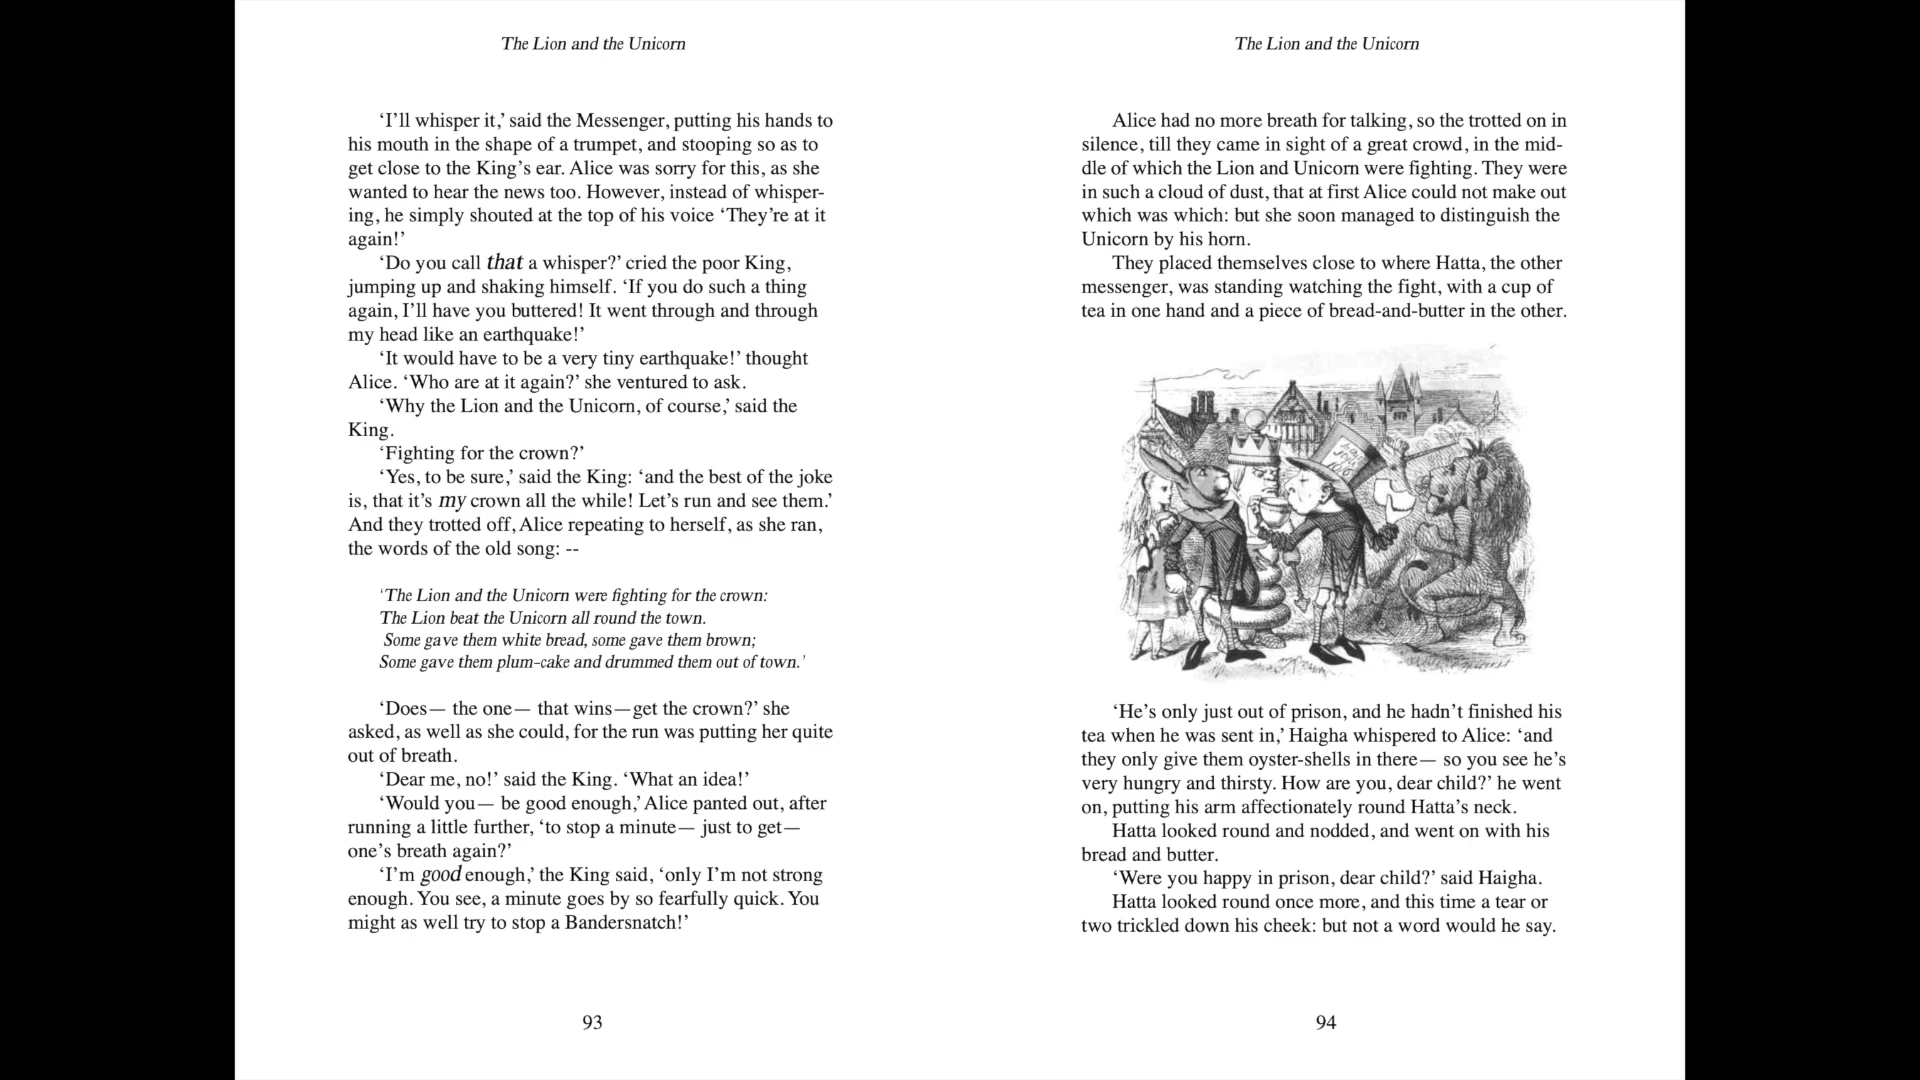 The Lion and the Unicorn
‘I’ll whisper it,’ said the Messenger, putting his hands to
his mouth in the shape of a trumpet, and stooping so as to
get close to the King’s ear. Alice was sorry for this, as she
wanted to hear the news too. However, instead of whisper-
ing, he simply shouted at the top of his voice ‘They’re at it
again!’
‘Do you call that a whisper?’ cried the poor King,
jumping up and shaking himself. ‘If you do such a thing
again, I’ll have you buttered! It went through and through
my head like an earthquake!’
‘It would have to be a very tiny earthquake!’ thought
Alice. ‘Who are at it again?’ she ventured to ask.
‘Why the Lion and the Unicorn, of course,’ said the
King.
‘Fighting for the crown?’
‘Yes, to be sure,’ said the King: ‘and the best of the joke
is, that it’s my crown all the while! Let’s run and see them.’
And they trotted off, Alice repeating to herself, as she ran,
the words of the old song: --
‘The Lion and the Unicorn were fighting for the crown:
The Lion beat the Unicorn all round the town.
Some gave them white bread, some gave them brown;
Some gave them plum-cake and drummed them out of town.’
‘Does— the one— that wins—get the crown?’ she
asked, as well as she could, for the run was putting her quite
out of breath.
‘Dear me, no!’ said the King. ‘What an idea!’
‘Would you— be good enough,’ Alice panted out, after
running a little further, ‘to stop a minute— just to get—
one’s breath again?’
‘I’m good enough,’ the King said, ‘only I’m not strong
enough. You see, a minute goes by so fearfully quick. You
might as well try to stop a Bandersnatch!’
93
The Lion and the Unicorn
Alice had no more breath for talking, so the trotted on in
silence, till they came in sight of a great crowd, in the mid-
dle of which the Lion and Unicorn were fighting. They were
in such a cloud of dust, that at first Alice could not make out
which was which: but she soon managed to distinguish the
Unicorn by his horn.
They placed themselves close to where Hatta, the other
messenger, was standing watching the fight, with a cup of
tea in one hand and a piece of bread-and-butter in the other.
‘He’s only just out of prison, and he hadn’t finished his
tea when he was sent in,’ Haigha whispered to Alice: ‘and
they only give them oyster-shells in there— so you see he’s
very hungry and thirsty. How are you, dear child?’ he went
on, putting his arm affectionately round Hatta’s neck.
Hatta looked round and nodded, and went on with his
bread and butter.
‘Were you happy in prison, dear child?’ said Haigha.
Hatta looked round once more, and this time a tear or
two trickled down his cheek: but not a word would he say.
94